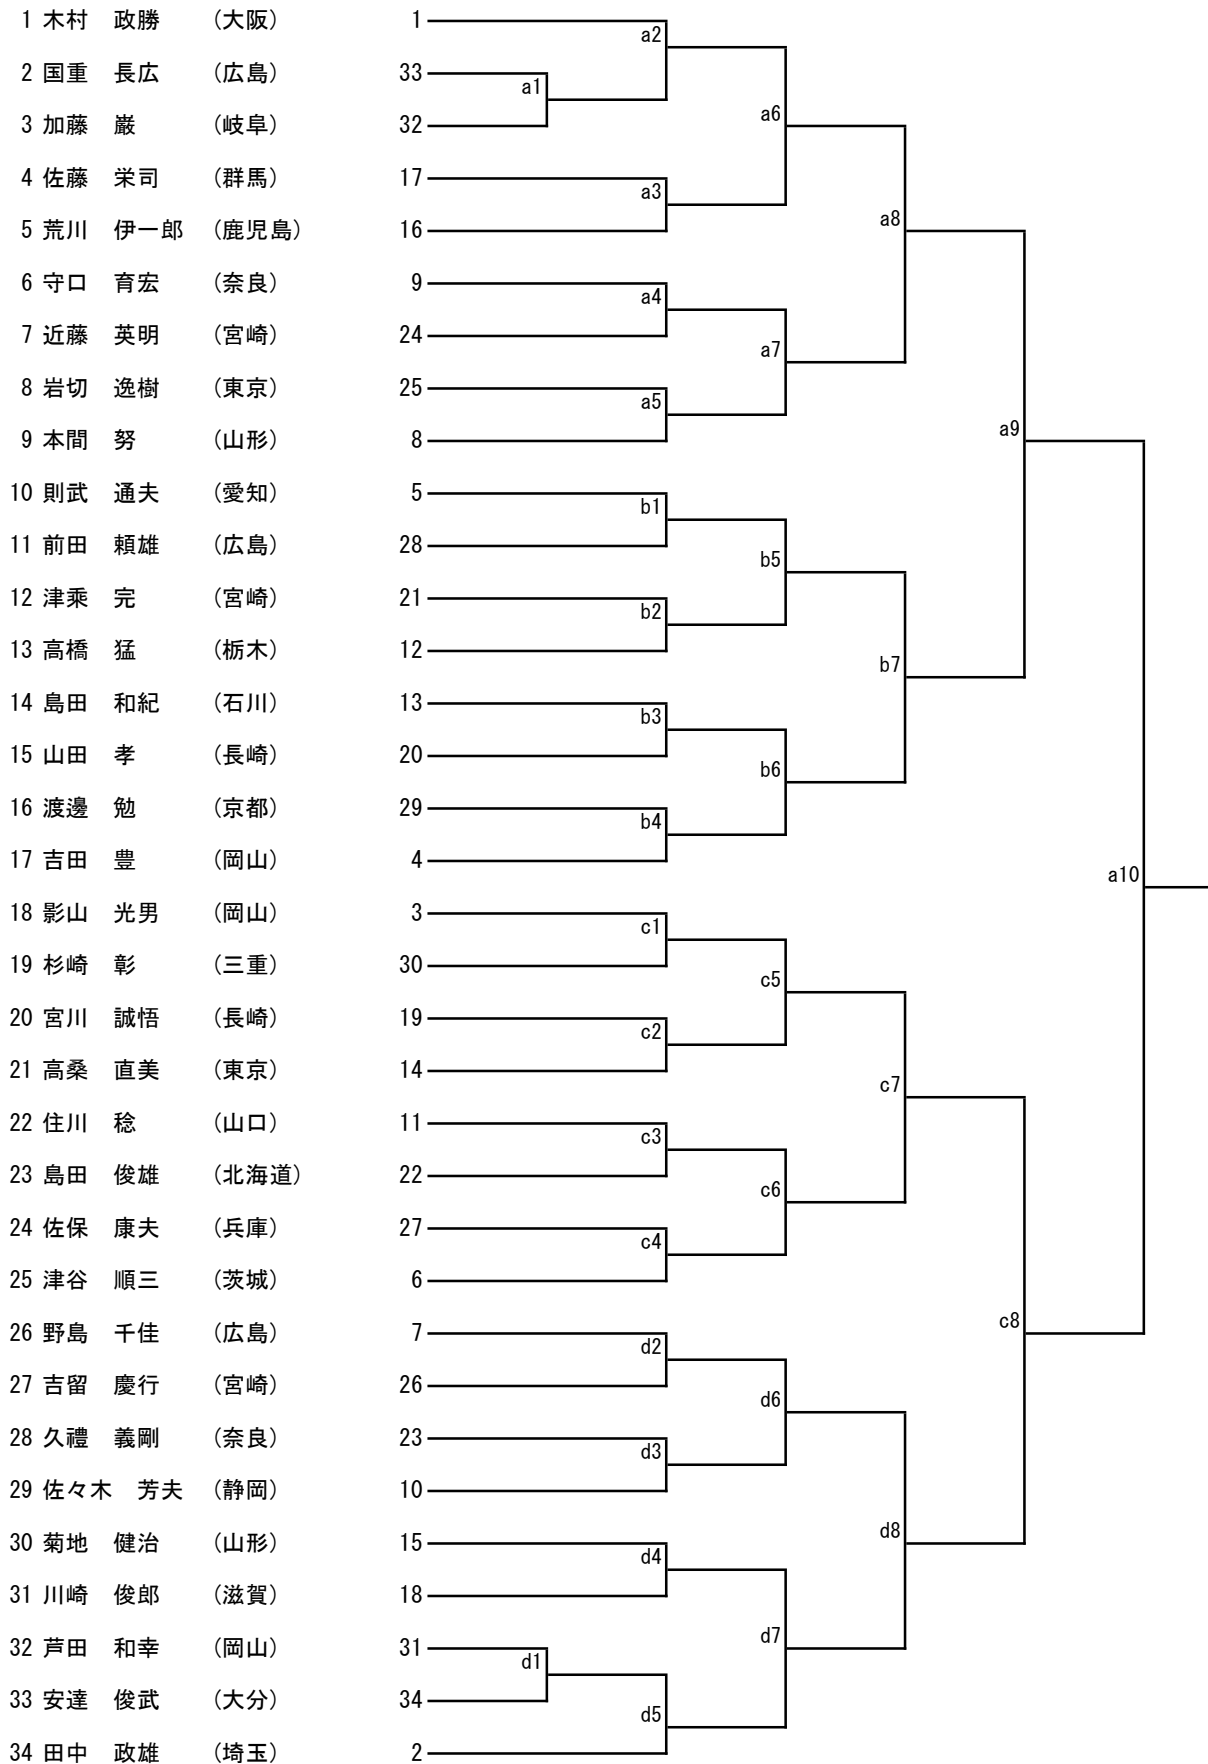 1 木村 政勝 (大阪) 1
a2
2 国重 長広 (広島) 33
a1
3 加藤 巌 (岐阜) 32
a6
4 佐藤 栄司 (群馬) 17
a3
5 荒川 伊一郎 (鹿児島) 16
a8
6 守口 育宏 (奈良) 9
a4
7 近藤 英明 (宮崎) 24
a7
8 岩切 逸樹 (東京) 25
a5
9 本間 努 (山形) 8
a9
10 則武 通夫 (愛知) 5
b1
11 前田 頼雄 (広島) 28
b5
12 津乘 完 (宮崎) 21
b2
13 高橋 猛 (栃木) 12
b7
14 島田 和紀 (石川) 13
b3
15 山田 孝 (長崎) 20
b6
16 渡邊 勉 (京都) 29
b4
17 吉田 豊 (岡山) 4
a10
18 影山 光男 (岡山) 3
c1
19 杉崎 彰 (三重) 30
c5
20 宮川 誠悟 (長崎) 19
c2
21 高桑 直美 (東京) 14
c7
22 住川 稔 (山口) 11
c3
23 島田 俊雄 (北海道) 22
c6
24 佐保 康夫 (兵庫) 27
c4
25 津谷 順三 (茨城) 6
c8
26 野島 千佳 (広島) 7
d2
27 吉留 慶行 (宮崎) 26
d6
28 久禮 義剛 (奈良) 23
d3
29 佐々木 芳夫 (静岡) 10
d8
30 菊地 健治 (山形) 15
d4
31 川崎 俊郎 (滋賀) 18
d7
32 芦田 和幸 (岡山) 31
d1
33 安達 俊武 (大分) 34
d5
34 田中 政雄 (埼玉) 2